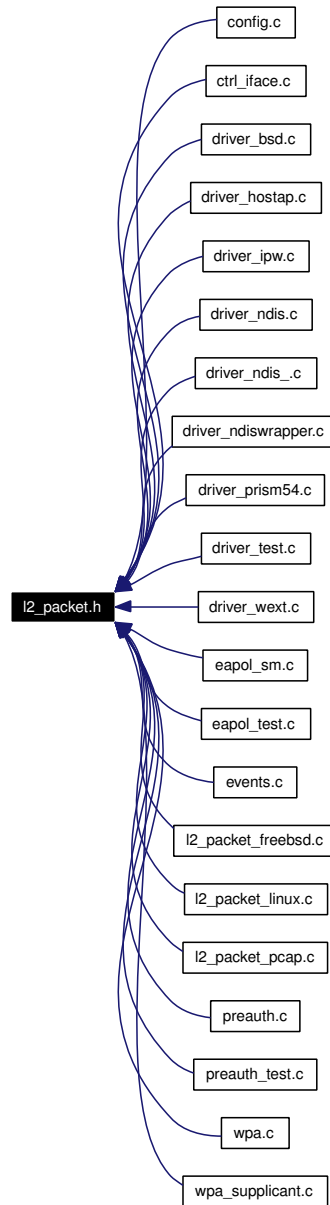 config.c
ctrl_iface.c
driver_bsd.c
driver_hostap.c
driver_ipw.c
driver_ndis.c
driver_ndis_.c
driver_ndiswrapper.c
driver_prism54.c
driver_test.c
l2_packet.h
driver_wext.c
eapol_sm.c
eapol_test.c
events.c
l2_packet_freebsd.c
l2_packet_linux.c
l2_packet_pcap.c
preauth.c
preauth_test.c
wpa.c
wpa_supplicant.c